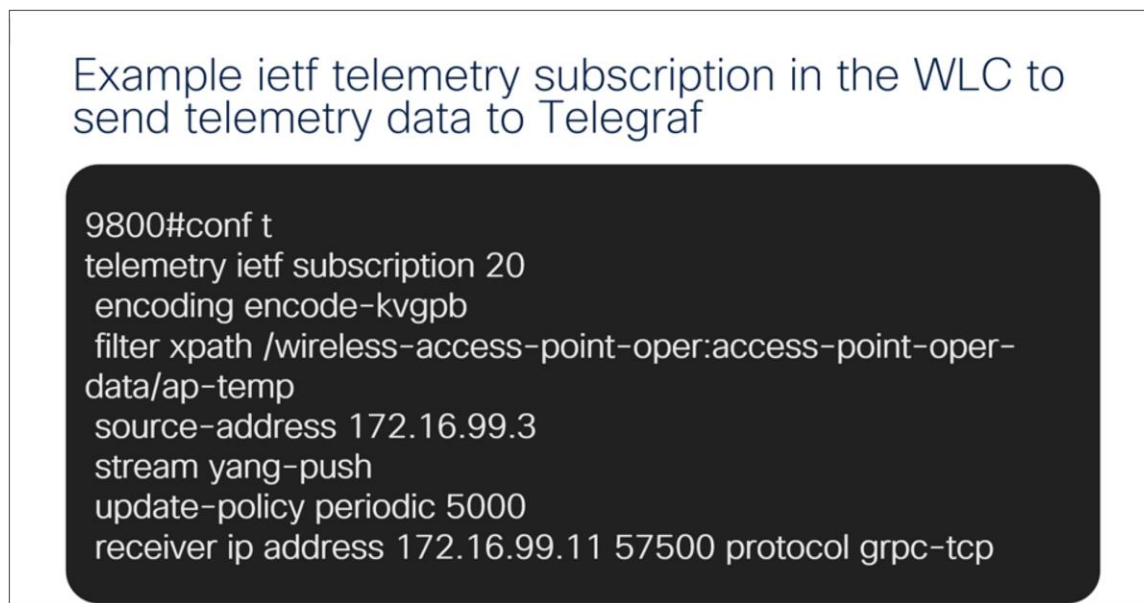 Example ietf telemetry subscription in the WLC to
send telemetry data to Telegraf
9800#conf t
telemetry ietf subscription 20
encoding encode-kvgpb
filter xpath /wireless-access-point-oper:access-point-oper-
data/ap-temp
source-address 172.16.99.3
stream yang-push
update-policy periodic 5000
receiver ip address 172.16.99.11 57500 protocol grpc-tcp